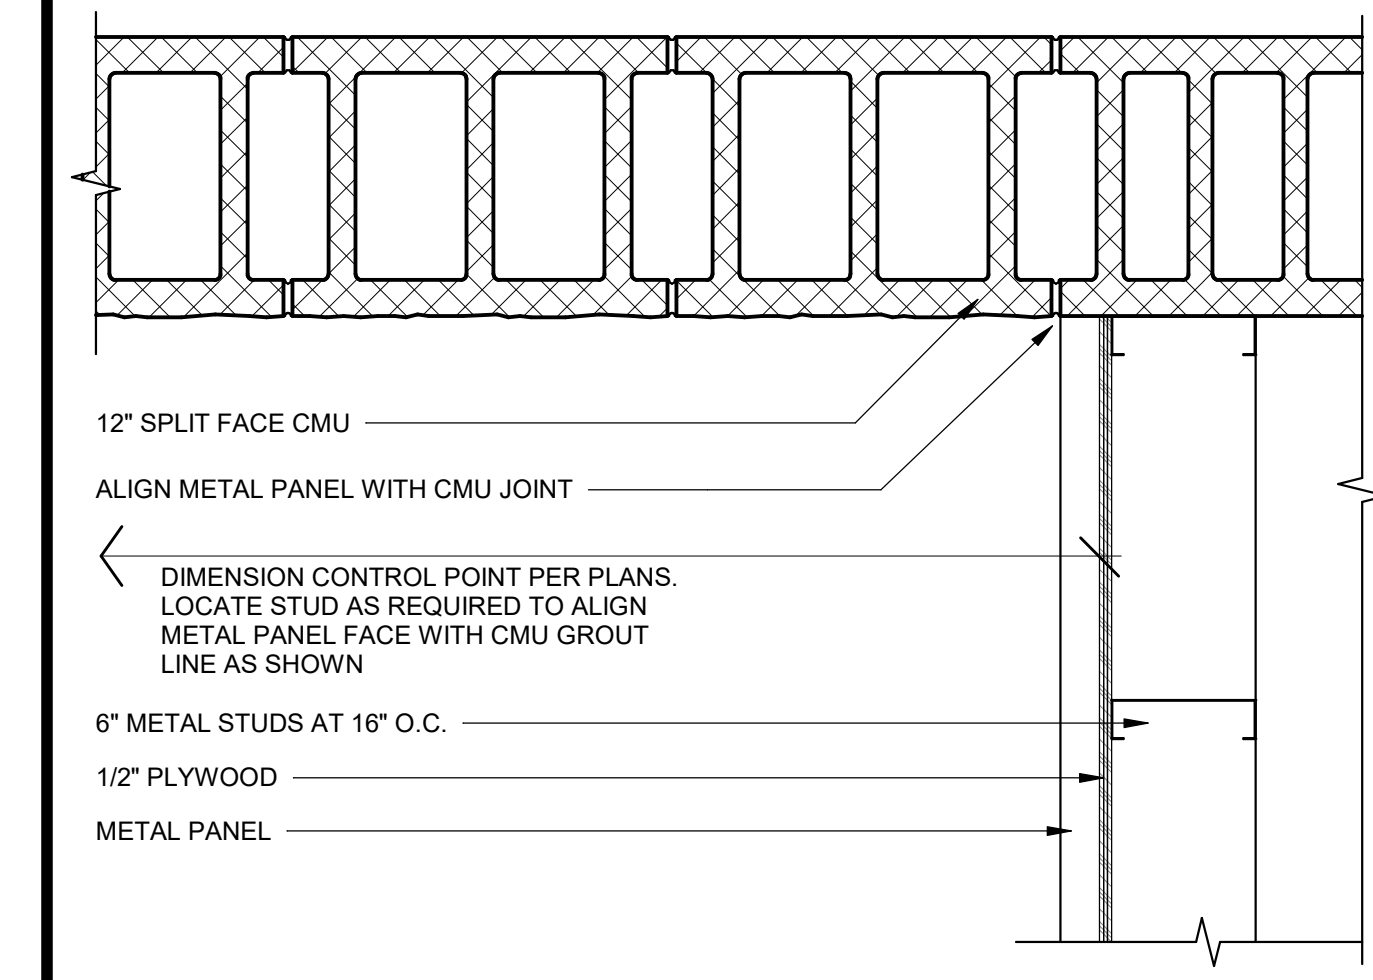 12" SPLIT FACE CMU
ALIGN METAL PANEL WITH CMU JOINT
DIMENSION CONTROL POINT PER PLANS.
LOCATE STUD AS REQUIRED TO ALIGN
METAL PANEL FACE WITH CMU GROUT
LINE AS SHOWN
6" METAL STUDS AT 16" O.C.
1/2" PLYWOOD
METAL PANEL